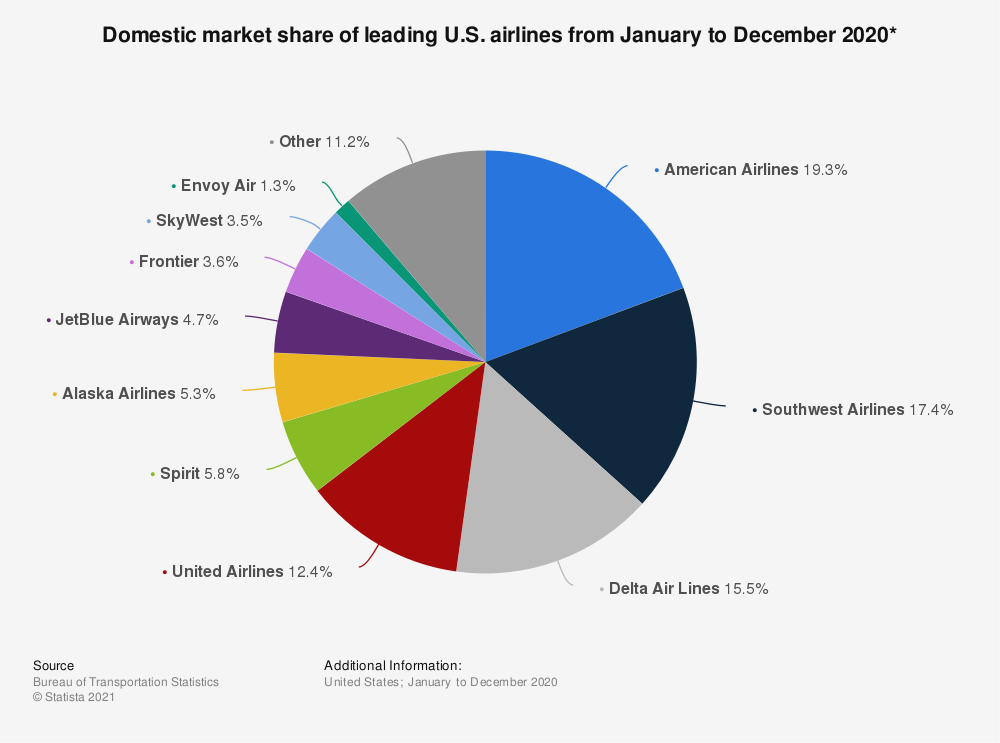 Domestic market share of leading U.S. airlines from January to December 2020*
Other 11.2%
American Airlines 19.3%
Envoy Air 1.3%
SkyWest 3.5%
Frontier 3.6%
JetBlue Airways 4.7%
Alaska Airlines 5.3%
Southwest Airlines 17.4%
Spirit 5.8%
United Airlines 12.4%
Delta Air Lines 15.5%
Source
Bureau of Transportation Statistics
© Statista 2021
Additional Information:
United States; January to December 2020